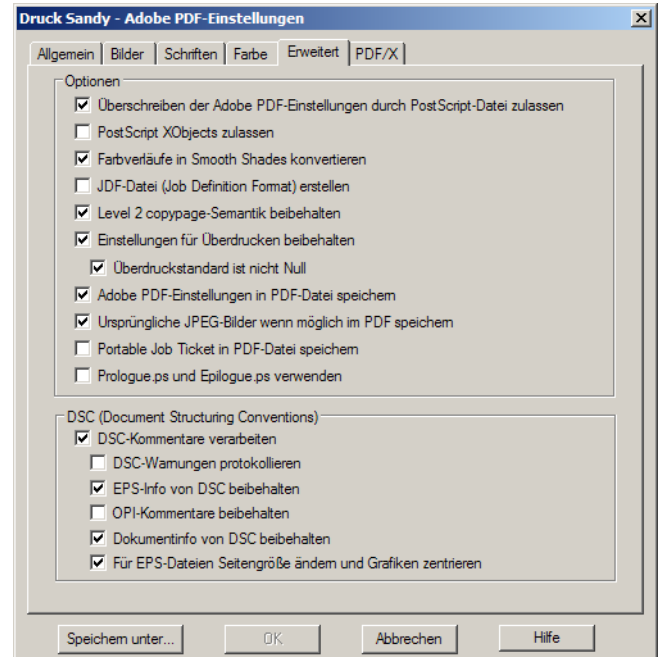 Druck Sandy - Adobe PDF-Einstellungen
Allgemein Bilder Schriften Farbe Erweitert PDF/X
Optionen
Überschreiben der Adobe PDF-Einstellungen durch PostScript-Datei zulassen
PostScript XObjects zulassen
Farbverläufe in Smooth Shades konvertieren
JDF-Datei (Job Definition Format) erstellen
Level 2 copypage-Semantik beibehalten
Einstellungen für Überdrucken beibehalten
Überdruckstandard ist nicht Null
Adobe PDF-Einstellungen in PDF-Datei speichern
Ursprüngliche JPEG-Bilder wenn möglich im PDF speichern
Portable Job Ticket in PDF-Datei speichern
Prologue.ps und Epilogue.ps verwenden
DSC (Document Structuring Conventions)
DSC-Kommentare verarbeiten
DSC-Warnungen protokollieren
EPS-Info von DSC beibehalten
OPI-Kommentare beibehalten
Dokumentinfo von DSC beibehalten
Für EPS-Dateien Seitengröße ändern und Grafiken zentrieren
Speichern unter... OK Abbrechen Hilfe